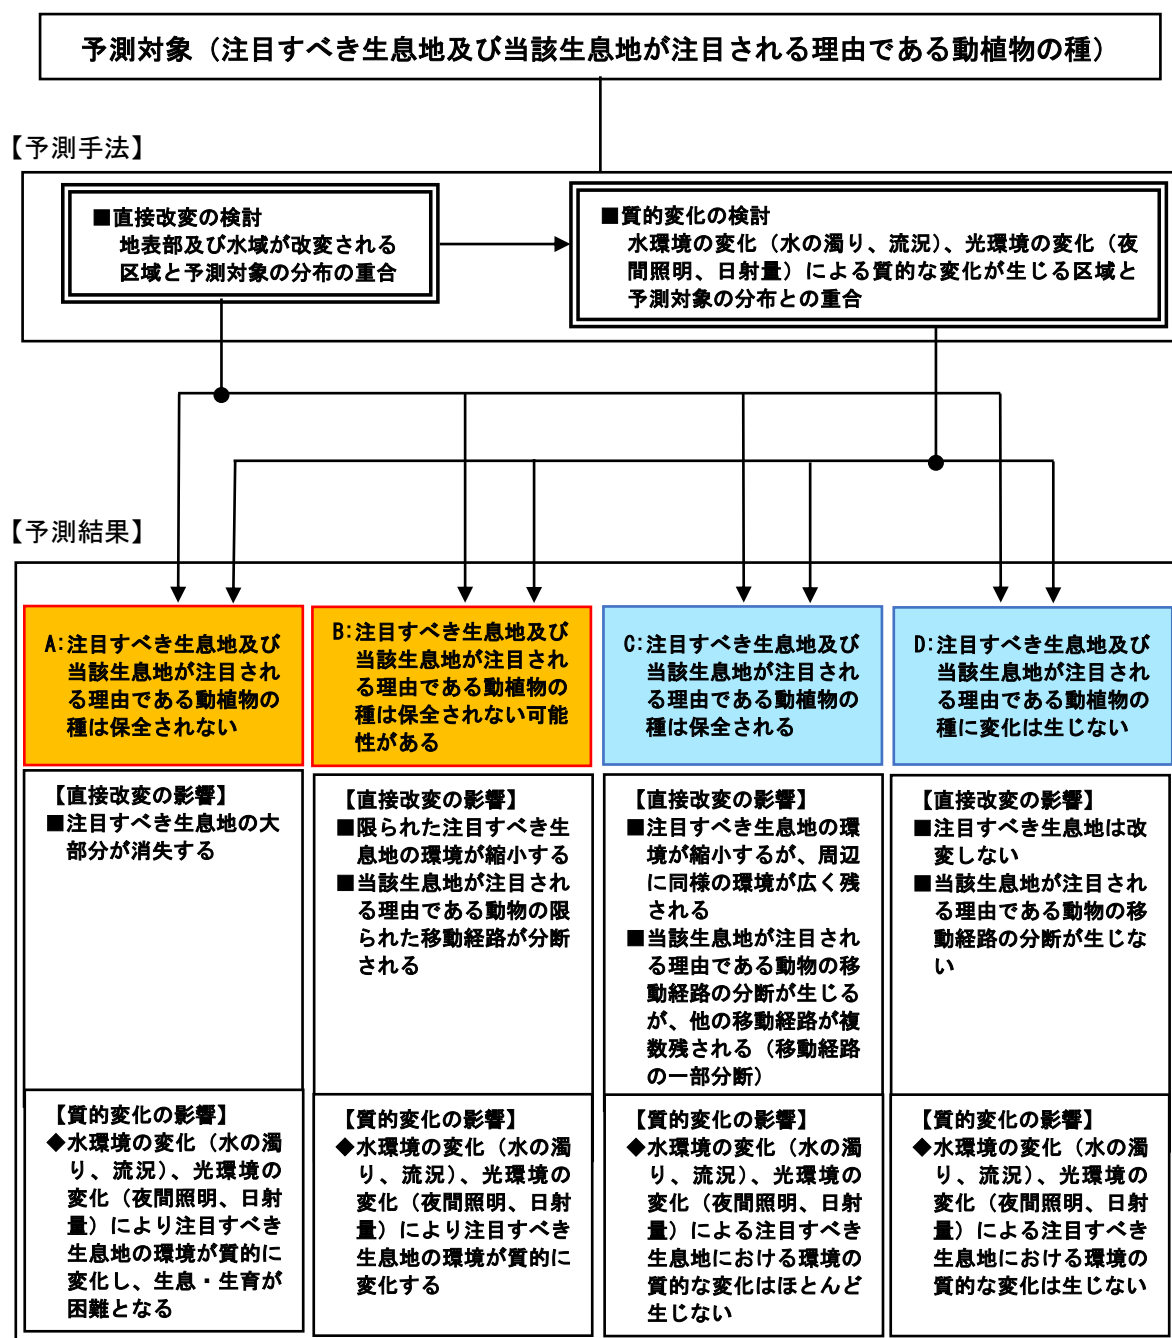 予測対象（注目すべき生息地及び当該生息地が注目される理由である動植物の種）
【予測手法】
■直接改変の検討
地表部及び水域が改変される
区域と予測対象の分布の重合
■質的変化の検討
水環境の変化（水の濁り、流況）、光環境の変化（夜
間照明、日射量）による質的な変化が生じる区域と
予測対象の分布との重合
【予測結果】
A:注目すべき生息地及び
当該生息地が注目され
る理由である動植物の
種は保全されない
B:注目すべき生息地及び
当該生息地が注目され
る理由である動植物の
種は保全されない可能
性がある
C:注目すべき生息地及び
当該生息地が注目され
る理由である動植物の
種は保全される
D:注目すべき生息地及び
当該生息地が注目され
る理由である動植物の
種に変化は生じない
【直接改変の影響】
■注目すべき生息地の大
部分が消失する
【直接改変の影響】
■限られた注目すべき生
息地の環境が縮小する
■当該生息地が注目され
る理由である動物の限
られた移動経路が分断
される
【直接改変の影響】
■注目すべき生息地の環
境が縮小するが、周辺
に同様の環境が広く残
される
■当該生息地が注目され
る理由である動物の移
動経路の分断が生じる
が、他の移動経路が複
数残される（移動経路
の一部分断）
【直接改変の影響】
■注目すべき生息地は改
変しない
■当該生息地が注目され
る理由である動物の移
動経路の分断が生じな
い
【質的変化の影響】
◆水環境の変化（水の濁
り、流況）、光環境の
変化（夜間照明、日射
量）により注目すべき
生息地の環境が質的に
変化し、生息・生育が
困難となる
【質的変化の影響】
◆水環境の変化（水の濁
り、流況）、光環境の
変化（夜間照明、日射
量）により注目すべき
生息地の環境が質的に
変化する
【質的変化の影響】
◆水環境の変化（水の濁
り、流況）、光環境の
変化（夜間照明、日射
量）による注目すべき
生息地における環境の
質的な変化はほとんど
生じない
【質的変化の影響】
◆水環境の変化（水の濁
り、流況）、光環境の
変化（夜間照明、日射
量）による注目すべき
生息地における環境の
質的な変化は生じない